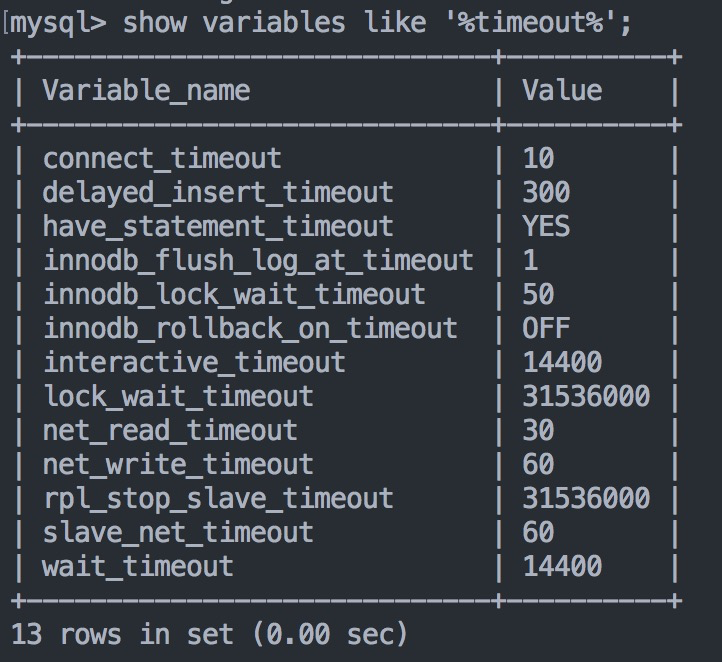 [mysql> show variables like '%timeout%';
+-----------------------------+----------+
| Variable_name               | Value    |
+-----------------------------+----------+
| connect_timeout             | 10       |
| delayed_insert_timeout      | 300      |
| have_statement_timeout      | YES      |
| innodb_flush_log_at_timeout | 1        |
| innodb_lock_wait_timeout    | 50       |
| innodb_rollback_on_timeout  | OFF      |
| interactive_timeout         | 14400    |
| lock_wait_timeout           | 31536000 |
| net_read_timeout            | 30       |
| net_write_timeout           | 60       |
| rpl_stop_slave_timeout      | 31536000 |
| slave_net_timeout           | 60       |
| wait_timeout                | 14400    |
+-----------------------------+----------+
13 rows in set (0.00 sec)